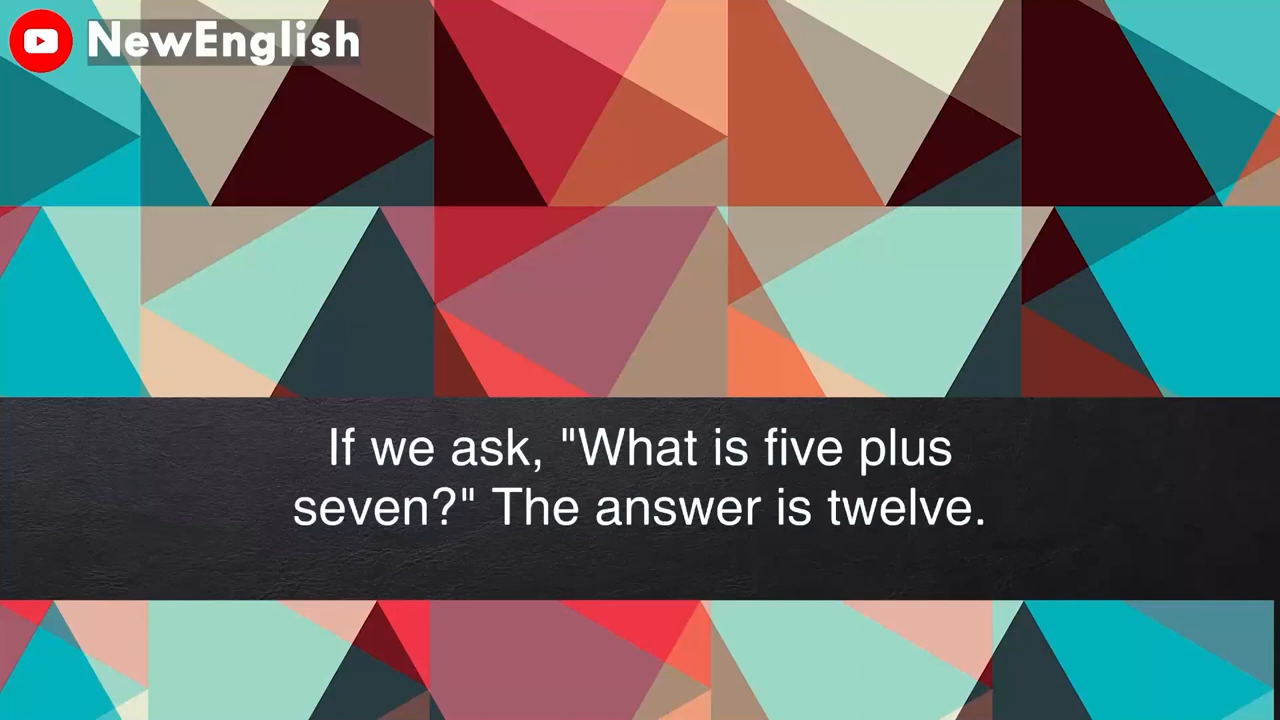 NewEnglish
If we ask, "What is five plus
seven?" The answer is twelve.